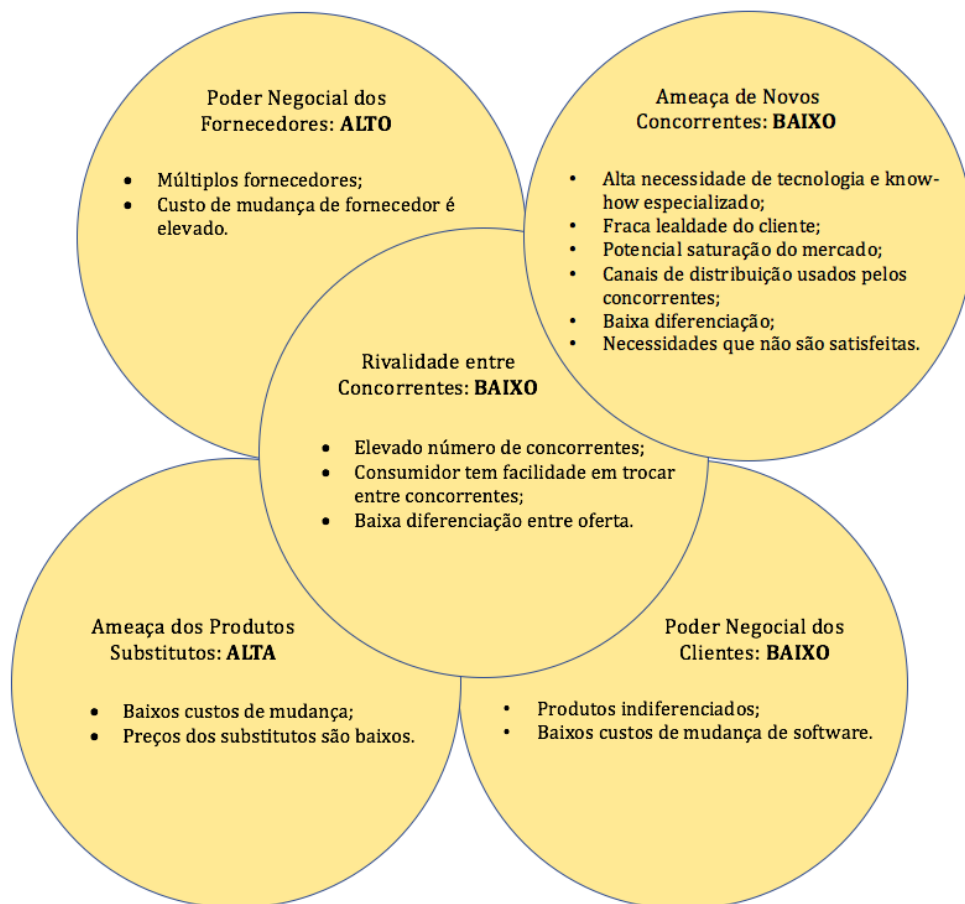 Poder Negocial dos
Fornecedores: ALTO
• Múltiplos fornecedores;
• Custo de mudança de fornecedor é
elevado.
Ameaça de Novos
Concorrentes: BAIXO
• Alta necessidade de tecnologia e know-
how especializado;
• Fraca lealdade do cliente;
• Potencial saturação do mercado;
• Canais de distribuição usados pelos
concorrentes;
• Baixa diferenciação;
• Necessidades que não são satisfeitas.
Rivalidade entre
Concorrentes: BAIXO
• Elevado número de concorrentes;
• Consumidor tem facilidade em trocar
entre concorrentes;
• Baixa diferenciação entre oferta.
Ameaça dos Produtos
Substitutos: ALTA
• Baixos custos de mudança;
• Preços dos substitutos são baixos.
Poder Negocial dos
Clientes: BAIXO
• Produtos indiferenciados;
• Baixos custos de mudança de software.